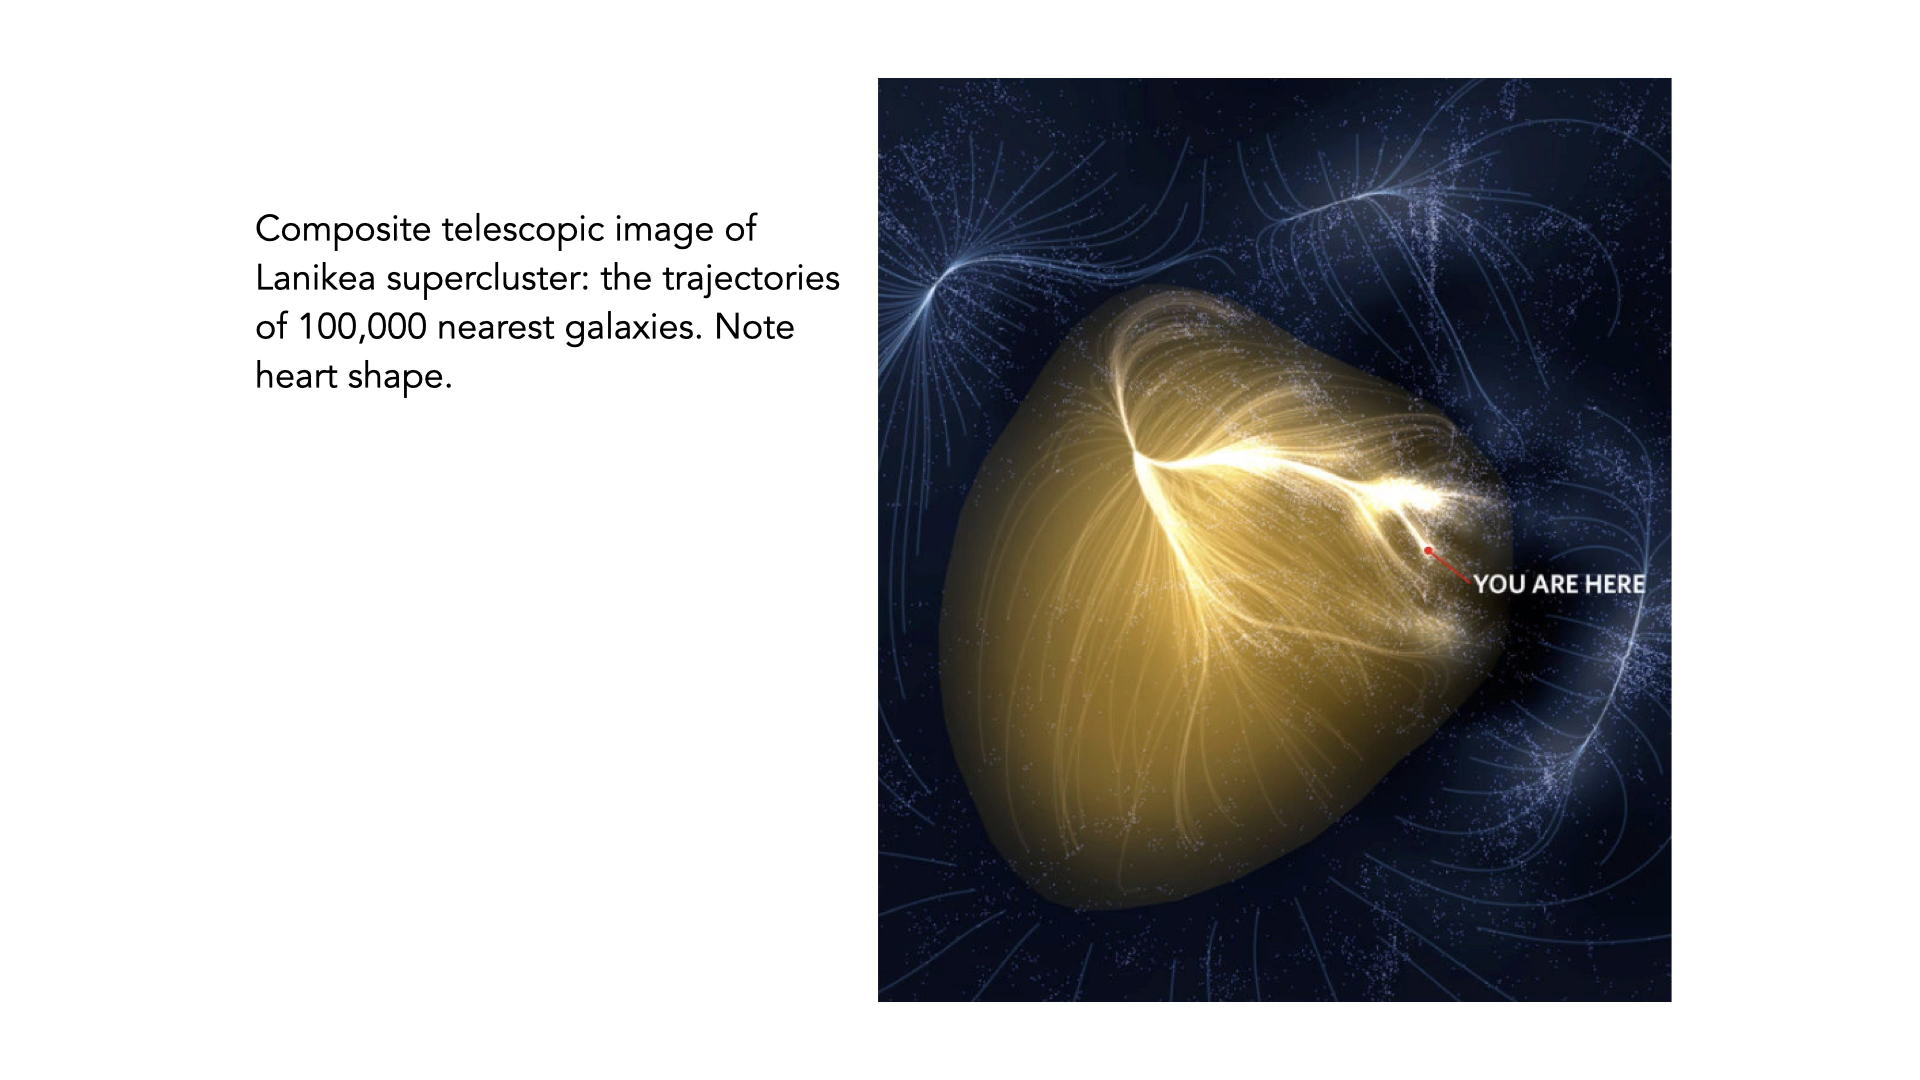 Composite telescopic image of
Lanikea supercluster: the trajectories
of 100,000 nearest galaxies. Note
heart shape.
YOU ARE HERE